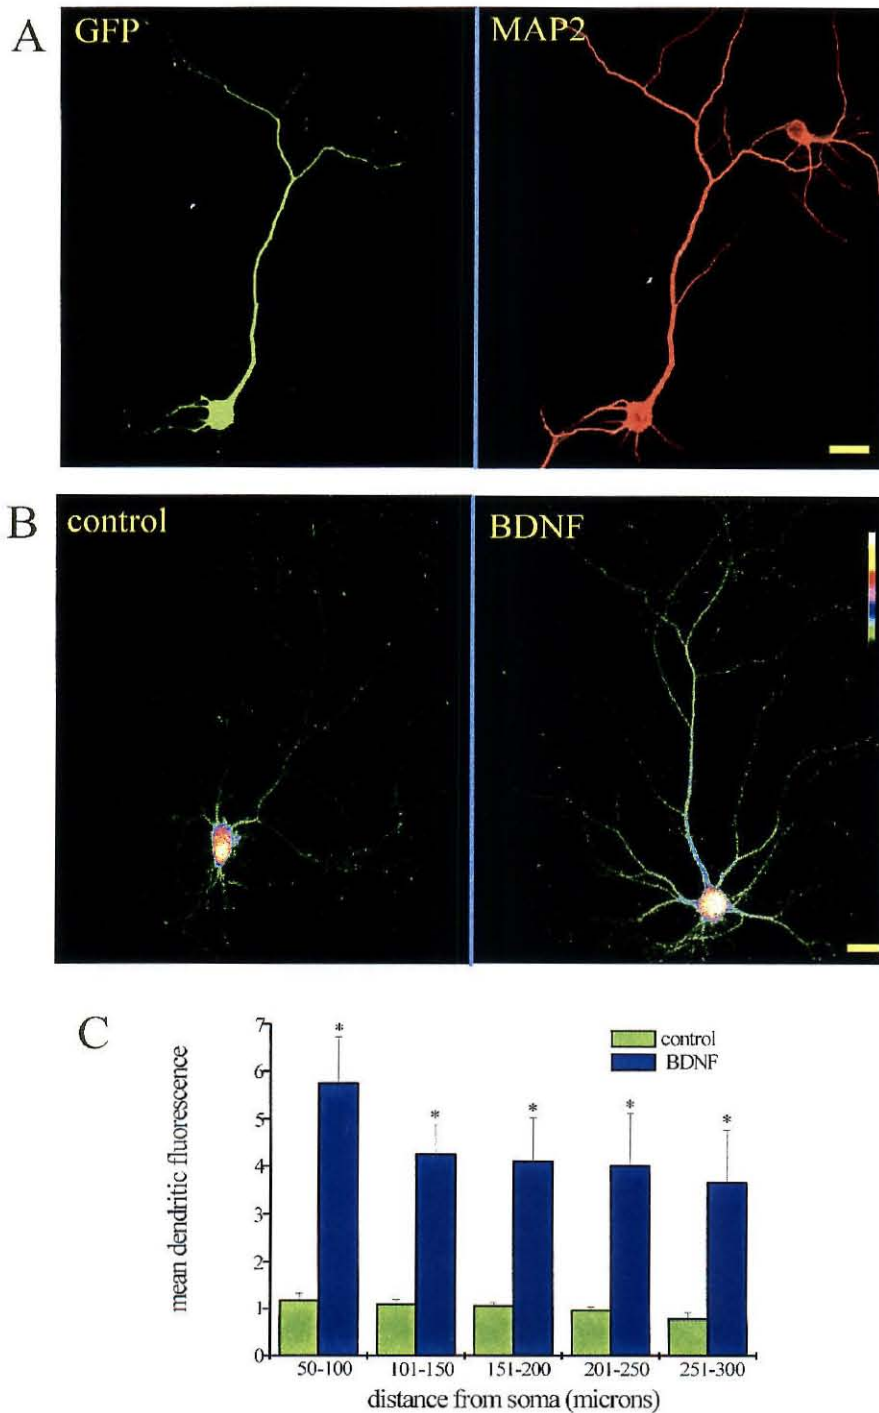 A
GFP
MAP2
B
control
BDNF
C
7
6
5
4
3
2
1
0
mean dendritic fluorescence
control
BDNF
*
*
*
*
*
50-100
101-150
151-200
201-250
251-300
distance from soma (microns)